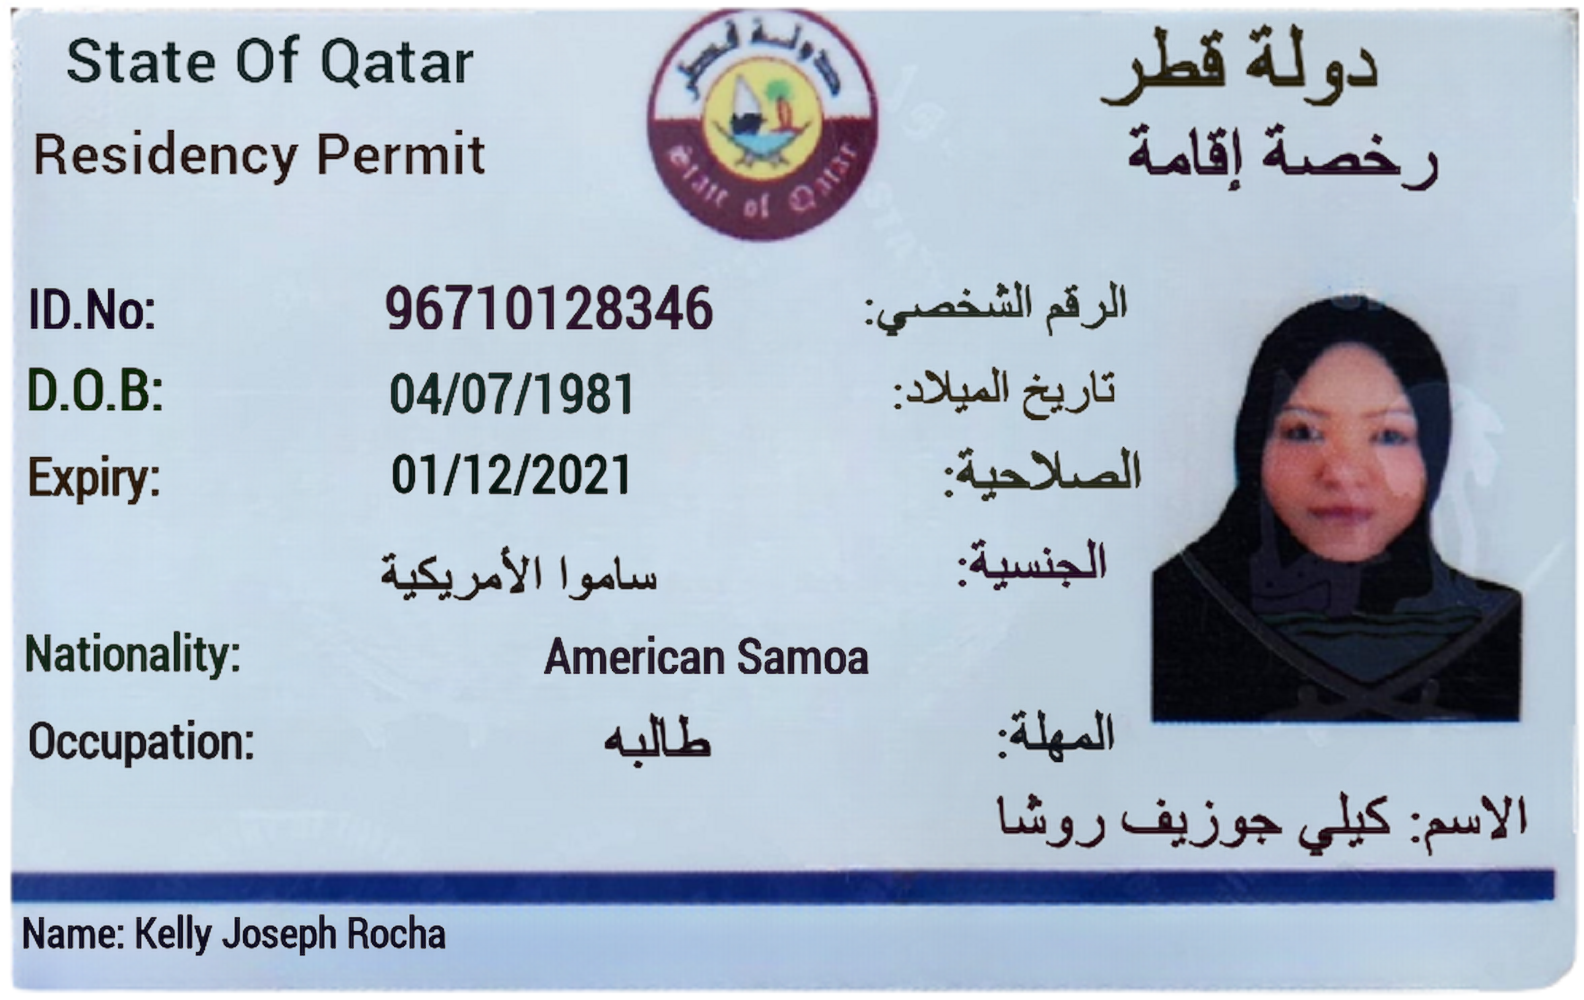 State Of Qatar
دولة قطر
Residency Permit
رخصة إقامة
دولة قطر
State of Qatar
ID.No: 96710128346 الرقم الشخصي:
D.O.B: 04/07/1981 تاريخ الميلاد:
Expiry: 01/12/2021 الصلاحية:
ساموا الأمريكية الجنسية:
Nationality: American Samoa
Occupation: طالبه المهلة:
الاسم: كيلي جوزيف روشا
Name: Kelly Joseph Rocha